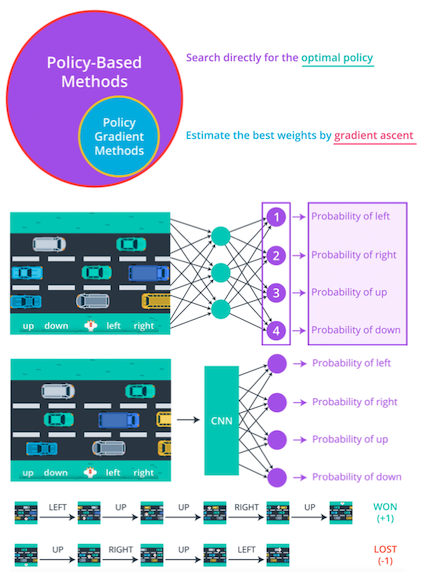 Policy-Based
Methods
Search directly for the optimal policy
Policy
Gradient
Methods
Estimate the best weights by gradient ascent
1 Probability of left
2 Probability of right
3 Probability of up
4 Probability of down
up down left right
Probability of left
CNN
Probability of right
Probability of up
Probability of down
up down left right
LEFT UP UP RIGHT UP WON
(+1)
UP RIGHT UP LEFT LOST
(-1)